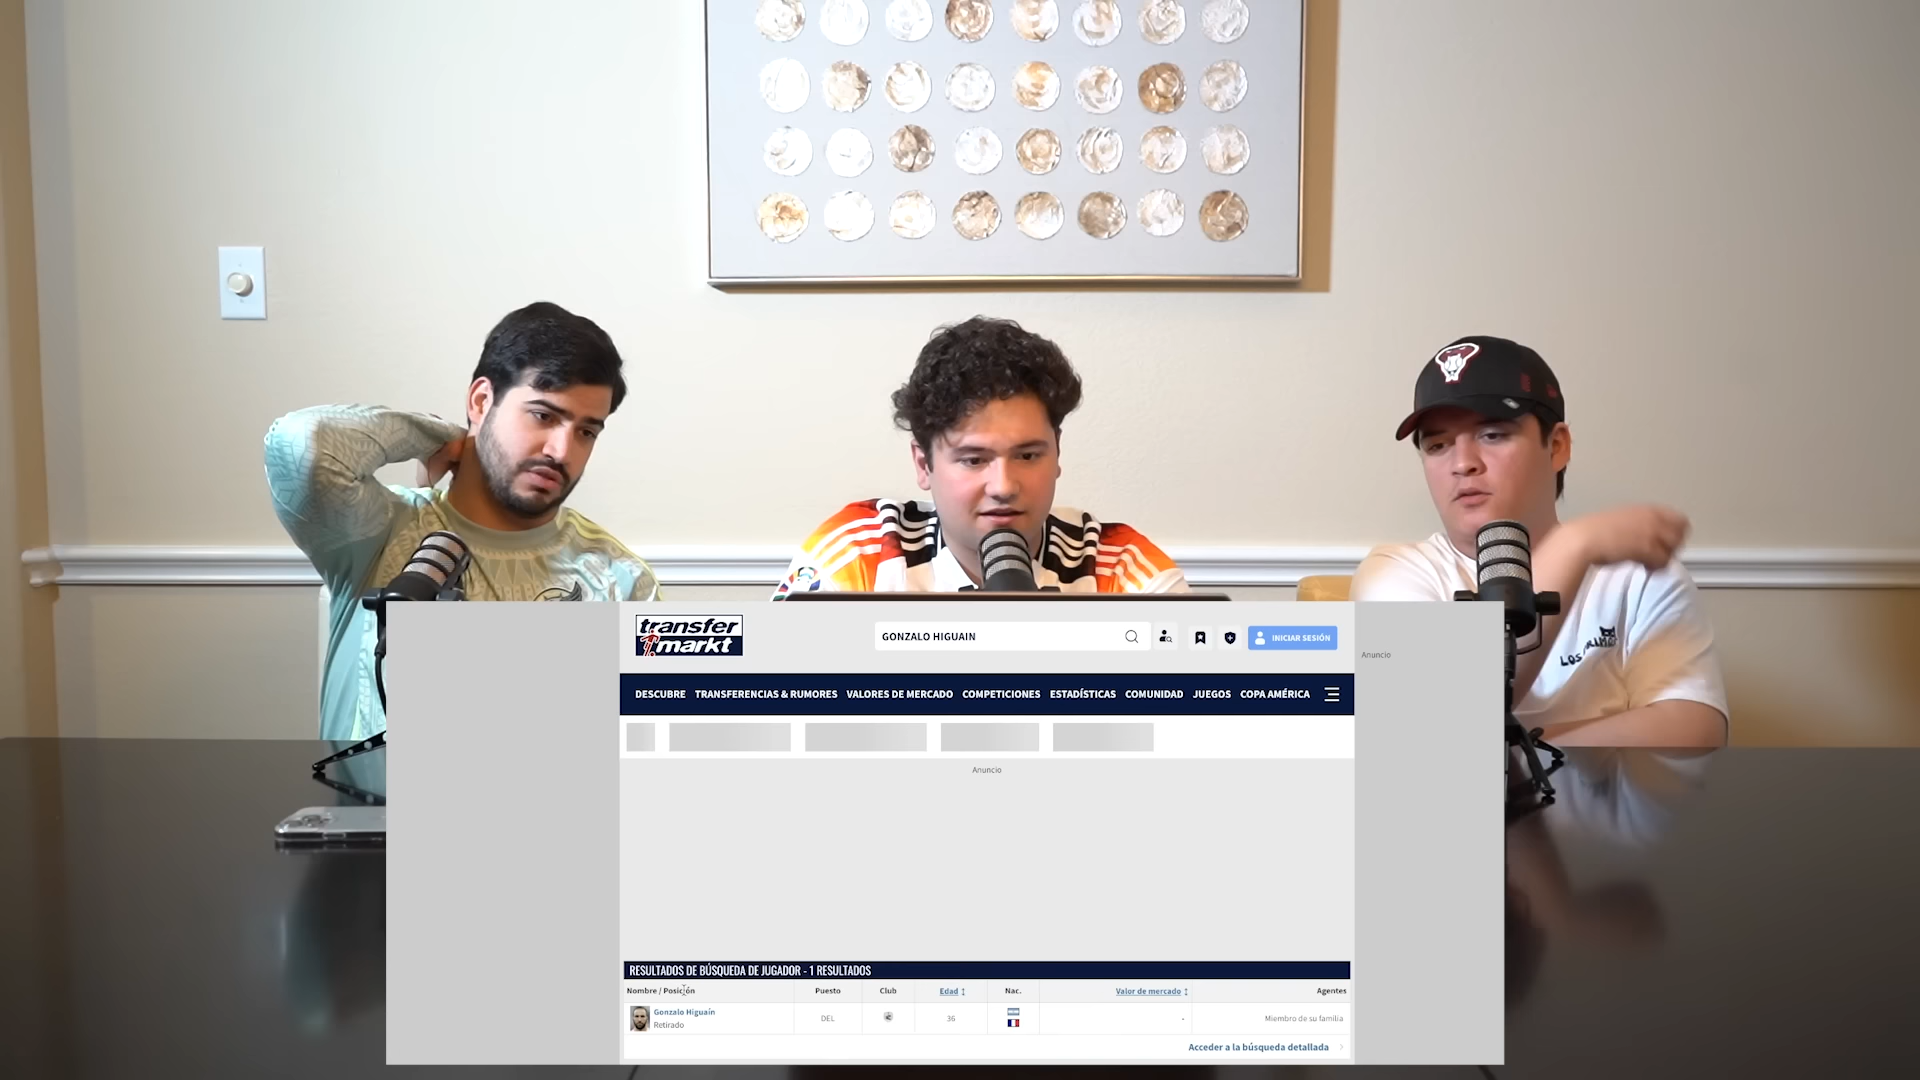 transfer
markt
GONZALO HIGUAIN
INICIAR SESIÓN
Anuncio
DESCUBRE TRANSFERENCIAS & RUMORES VALORES DE MERCADO COMPETICIONES ESTADÍSTICAS COMUNIDAD JUEGOS COPA AMÉRICA
Anuncio
RESULTADOS DE BÚSQUEDA DE JUGADOR - 1 RESULTADOS
Nombre / Posición Puesto Club Edad Nac. Valor de mercado Agentes
Gonzalo Higuaín
Retirado
DEL 36 - Miembro de su familia
Acceder a la búsqueda detallada
LOS